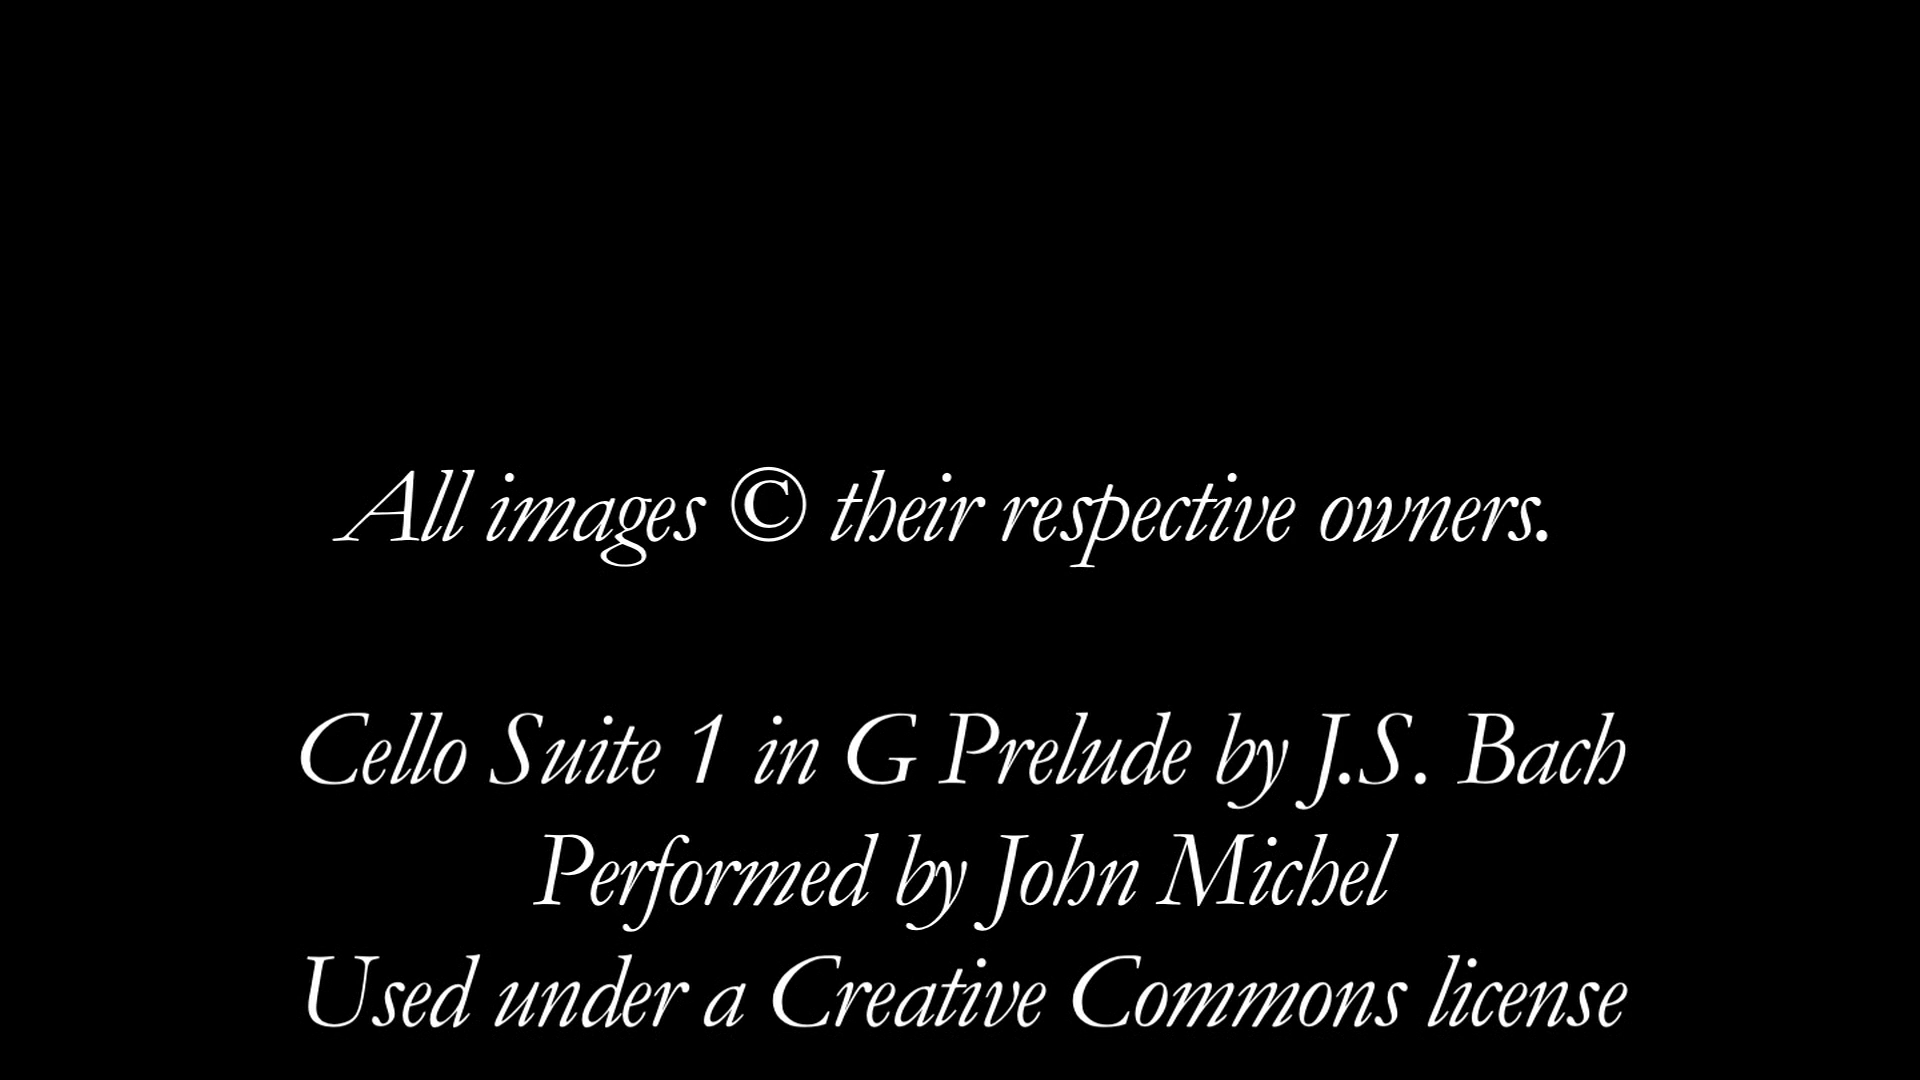 All images © their respective owners.
Cello Suite 1 in G Prelude by J.S. Bach
Performed by John Michel
Used under a Creative Commons license